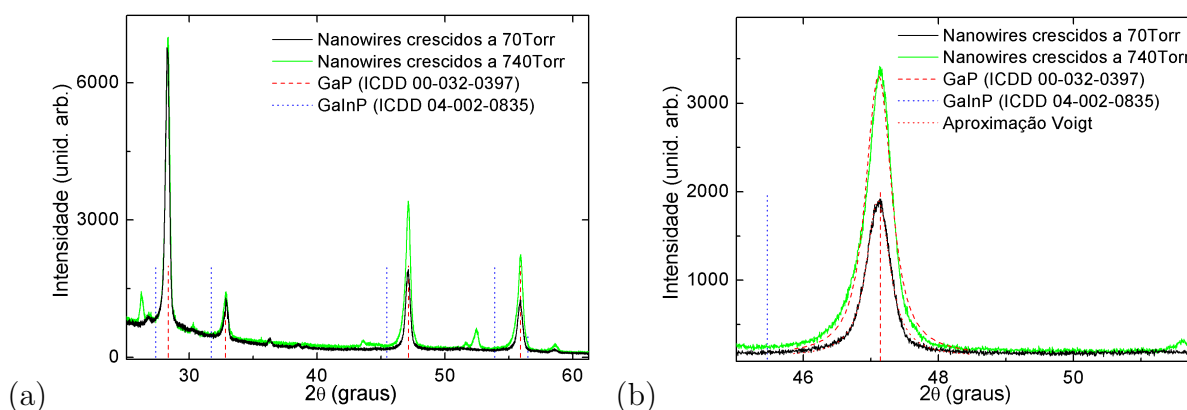 Nanowires crescidos a 70Torr
Nanowires crescidos a 740Torr
GaP (ICDD 00-032-0397)
GaInP (ICDD 04-002-0835)
Intensidade (unid. arb.)
6000
3000
0
30
40
50
60
2θ (graus)
(a)
Nanowires crescidos a 70Torr
Nanowires crescidos a 740Torr
GaP (ICDD 00-032-0397)
GaInP (ICDD 04-002-0835)
Aproximação Voigt
Intensidade (unid. arb.)
3000
2000
1000
46
48
50
2θ (graus)
(b)